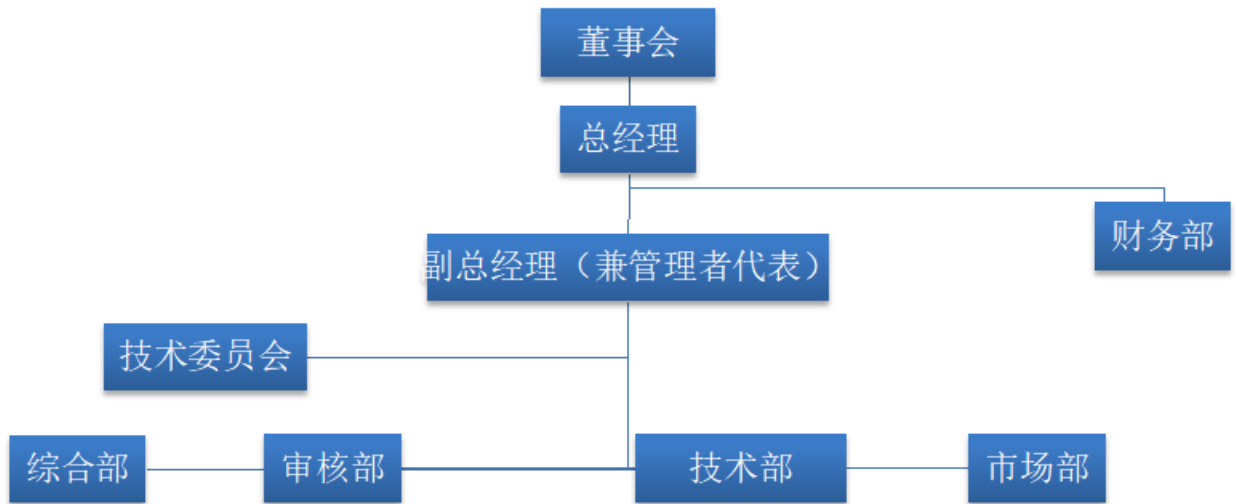 董事会
总经理
财务部
副总经理（兼管理者代表）
技术委员会
综合部
审核部
技术部
市场部